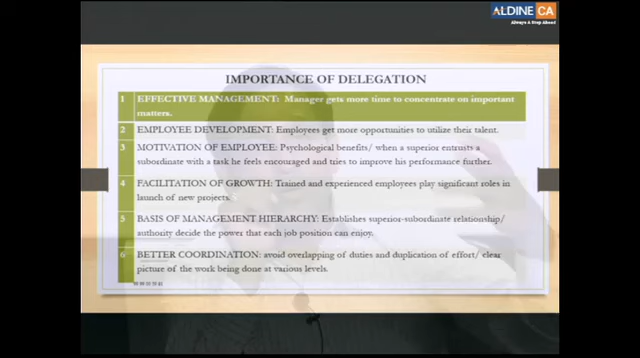 ALDINE CA
Always A Step Ahead
IMPORTANCE OF DELEGATION
1 EFFECTIVE MANAGEMENT: Manager gets more time to concentrate on important
matters.
2 EMPLOYEE DEVELOPMENT: Employees get more opportunities to utilize their talent.
3 MOTIVATION OF EMPLOYEE: Psychological benefits/ when a superior entrusts a
subordinate with a task he feels encouraged and tries to improve his performance further.
4 FACILITATION OF GROWTH: Trained and experienced employees play significant roles in
launch of new projects.
5 BASIS OF MANAGEMENT HIERARCHY: Establishes superior-subordinate relationship/
authority decide the power that each job position can enjoy.
6 BETTER COORDINATION: avoid overlapping of duties and duplication of effort/ clear
picture of the work being done at various levels.